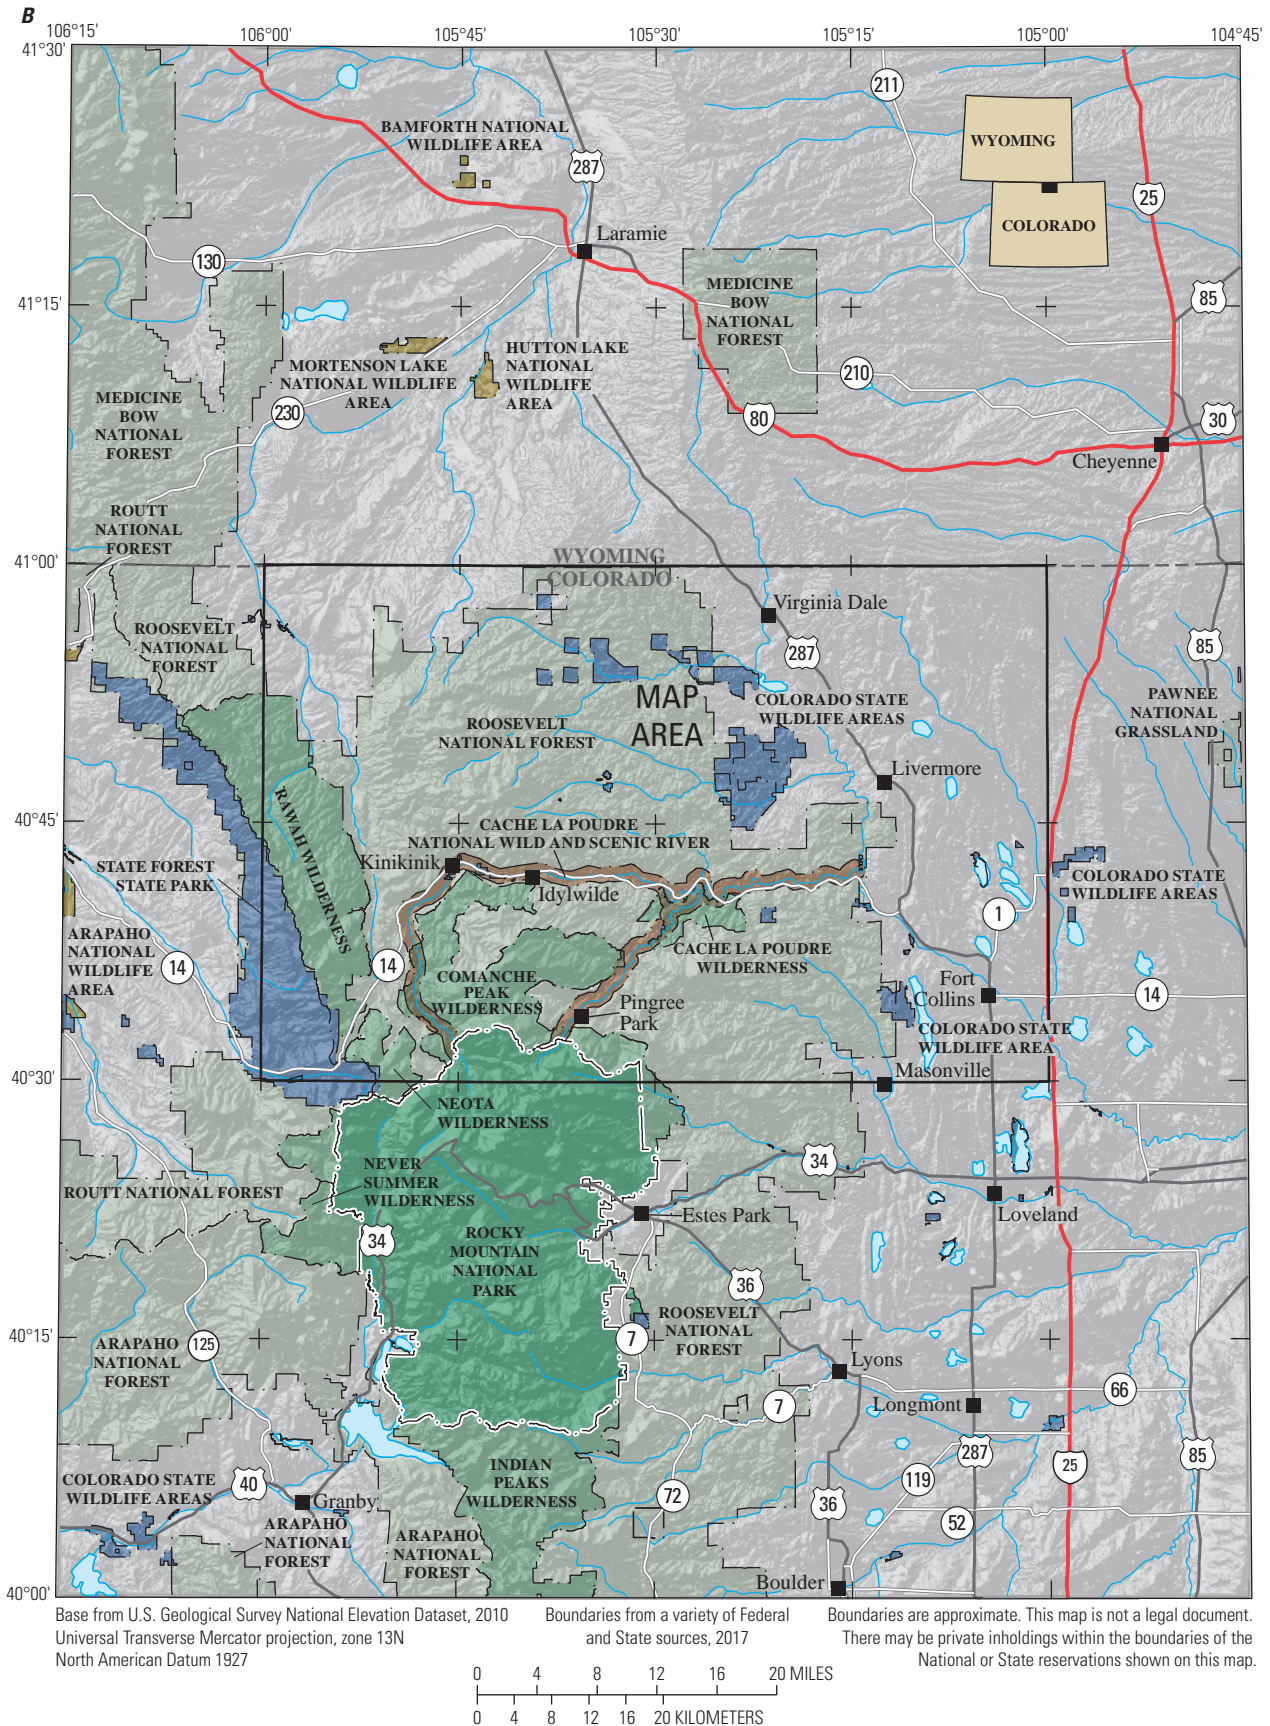 B
106°15'
106°00'
105°45'
105°30'
105°15'
105°00'
104°45'
41°30'
211
WYOMING
COLORADO
25
BAMFORTH NATIONAL
WILDLIFE AREA
287
Laramie
130
41°15'
MEDICINE
BOW
NATIONAL
FOREST
85
MORTENSON LAKE
NATIONAL WILDLIFE
AREA
HUTTON LAKE
NATIONAL
WILDLIFE
AREA
210
230
80
30
MEDICINE
BOW
NATIONAL
FOREST
Cheyenne
ROUTT
NATIONAL
FOREST
41°00'
WYOMING
COLORADO
Virginia Dale
287
85
ROOSEVELT
NATIONAL
FOREST
MAP
AREA
COLORADO STATE
WILDLIFE AREAS
PAWNEE
NATIONAL
GRASSLAND
ROOSEVELT
NATIONAL FOREST
Livermore
RAWAH WILDERNESS
40°45'
CACHE LA POUDRE
NATIONAL WILD AND SCENIC RIVER
Kinikinik
Idylwilde
STATE FOREST
STATE PARK
COLORADO STATE
WILDLIFE AREAS
1
ARAPAHO
NATIONAL
WILDLIFE
AREA
14
14
CACHE LA POUDRE
WILDERNESS
COMANCHE
PEAK
WILDERNESS
Pingree
Park
Fort
Collins
14
COLORADO STATE
WILDLIFE AREA
40°30'
Masonville
NEOTA
WILDERNESS
34
NEVER
SUMMER
WILDERNESS
ROUTT NATIONAL FOREST
Estes Park
Loveland
34
ROCKY
MOUNTAIN
NATIONAL
PARK
36
ROOSEVELT
NATIONAL
FOREST
40°15'
125
7
ARAPAHO
NATIONAL
FOREST
Lyons
66
7
Longmont
287
85
INDIAN
PEAKS
WILDERNESS
119
25
COLORADO STATE
WILDLIFE AREAS
40
Granby
72
36
52
ARAPAHO
NATIONAL
FOREST
ARAPAHO
NATIONAL
FOREST
Boulder
40°00'
Base from U.S. Geological Survey National Elevation Dataset, 2010
Universal Transverse Mercator projection, zone 13N
North American Datum 1927
Boundaries from a variety of Federal
and State sources, 2017
Boundaries are approximate. This map is not a legal document.
There may be private inholdings within the boundaries of the
National or State reservations shown on this map.
0 4 8 12 16 20 MILES
0 4 8 12 16 20 KILOMETERS